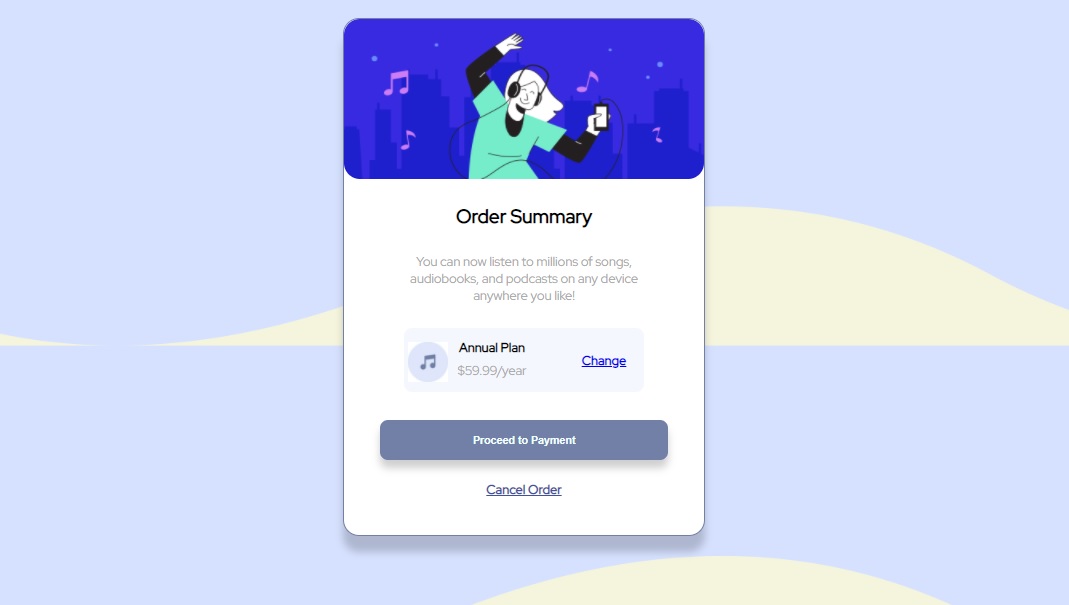 Order Summary
You can now listen to millions of songs,
audiobooks, and podcasts on any device
anywhere you like!
Annual Plan
$59.99/year
Change
Proceed to Payment
Cancel Order